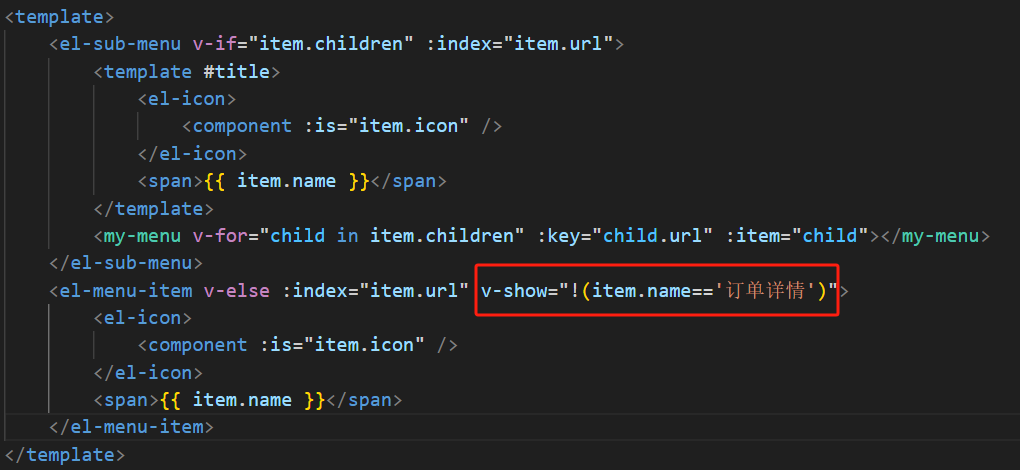 <template>
    <el-sub-menu v-if="item.children" :index="item.url">
        <template #title>
            <el-icon>
                <component :is="item.icon" />
            </el-icon>
            <span>{{ item.name }}</span>
        </template>
        <my-menu v-for="child in item.children" :key="child.url" :item="child"></my-menu>
    </el-sub-menu>
    <el-menu-item v-else :index="item.url" v-show="!(item.name=='订单详情')">
        <el-icon>
            <component :is="item.icon" />
        </el-icon>
        <span>{{ item.name }}</span>
    </el-menu-item>
</template>